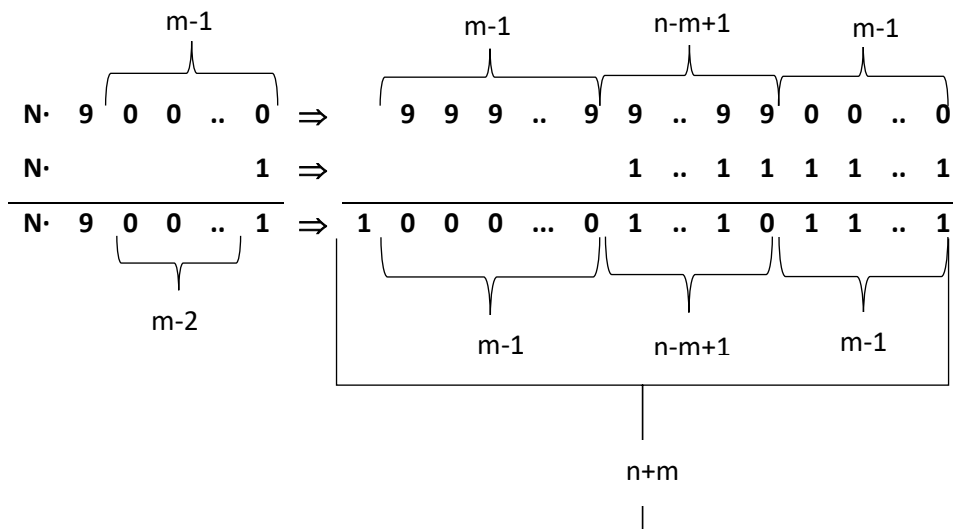 m-1 m-1 n-m+1 m-1
N· 9 0 0 .. 0 ⇒ 9 9 9 .. 9 9 .. 9 9 0 0 .. 0
N· 1 ⇒ 1 .. 1 1 1 1 .. 1
N· 9 0 0 .. 1 ⇒ 1 0 0 0 ... 0 1 .. 1 0 1 1 .. 1
m-2 m-1 n-m+1 m-1
n+m